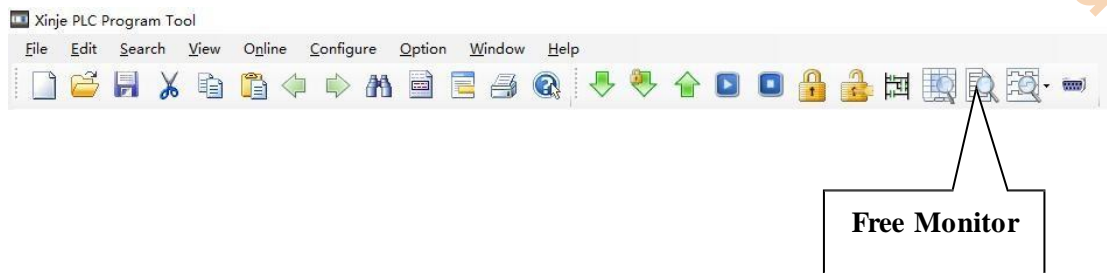 Xinje PLC Program Tool
File Edit Search View Online Configure Option Window Help
Free Monitor